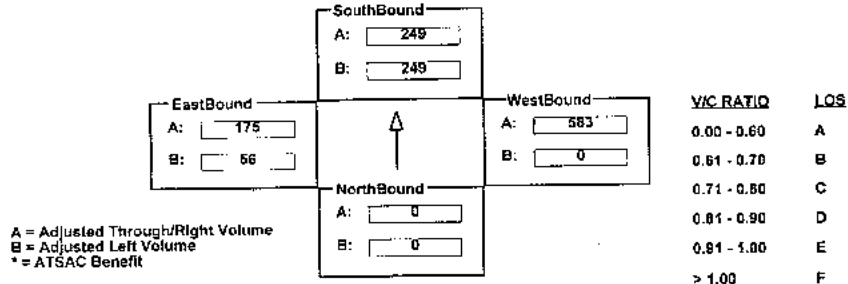 SouthBound
A: 249
B: 249
EastBound
A: 175
B: 56
WestBound
A: 583
B: 0
NorthBound
A: 0
B: 0
A = Adjusted Through/Right Volume
B = Adjusted Left Volume
* = ATSAC Benefit
V/C RATIO LOS
0.00 - 0.60 A
0.61 - 0.70 B
0.71 - 0.80 C
0.81 - 0.90 D
0.91 - 1.00 E
> 1.00 F